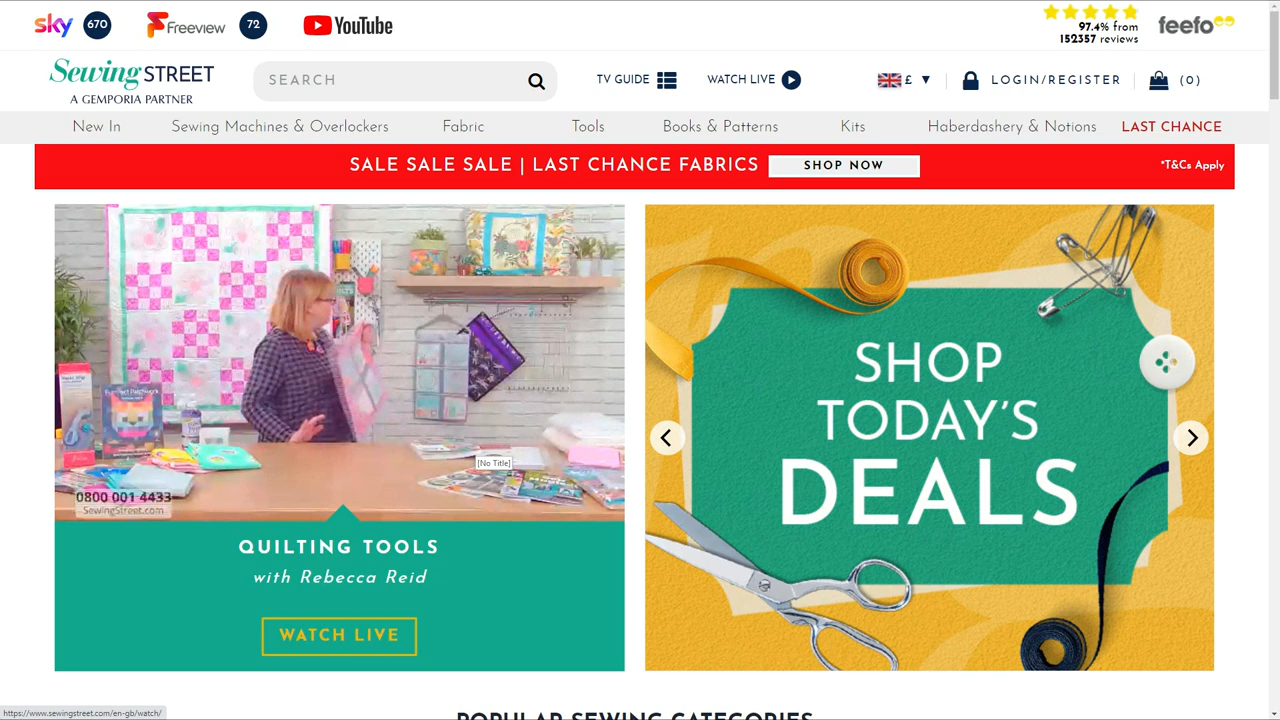 sky 670 Freeview 72 YouTube
97.4% from
152357 reviews
feefo
Sewing STREET
A GEMPORIA PARTNER
SEARCH
TV GUIDE
WATCH LIVE
£ ▼
LOGIN/REGISTER
(0)
New In Sewing Machines & Overlockers Fabric Tools Books & Patterns Kits Haberdashery & Notions LAST CHANCE
SALE SALE SALE | LAST CHANCE FABRICS SHOP NOW *T&Cs Apply
[No Title]
0800 001 4433
SewingStreet.com
QUILTING TOOLS
with Rebecca Reid
WATCH LIVE
SHOP
TODAY'S
DEALS
POPULAR SEWING CATEGORIES
https://www.sewingstreet.com/en-gb/watch/